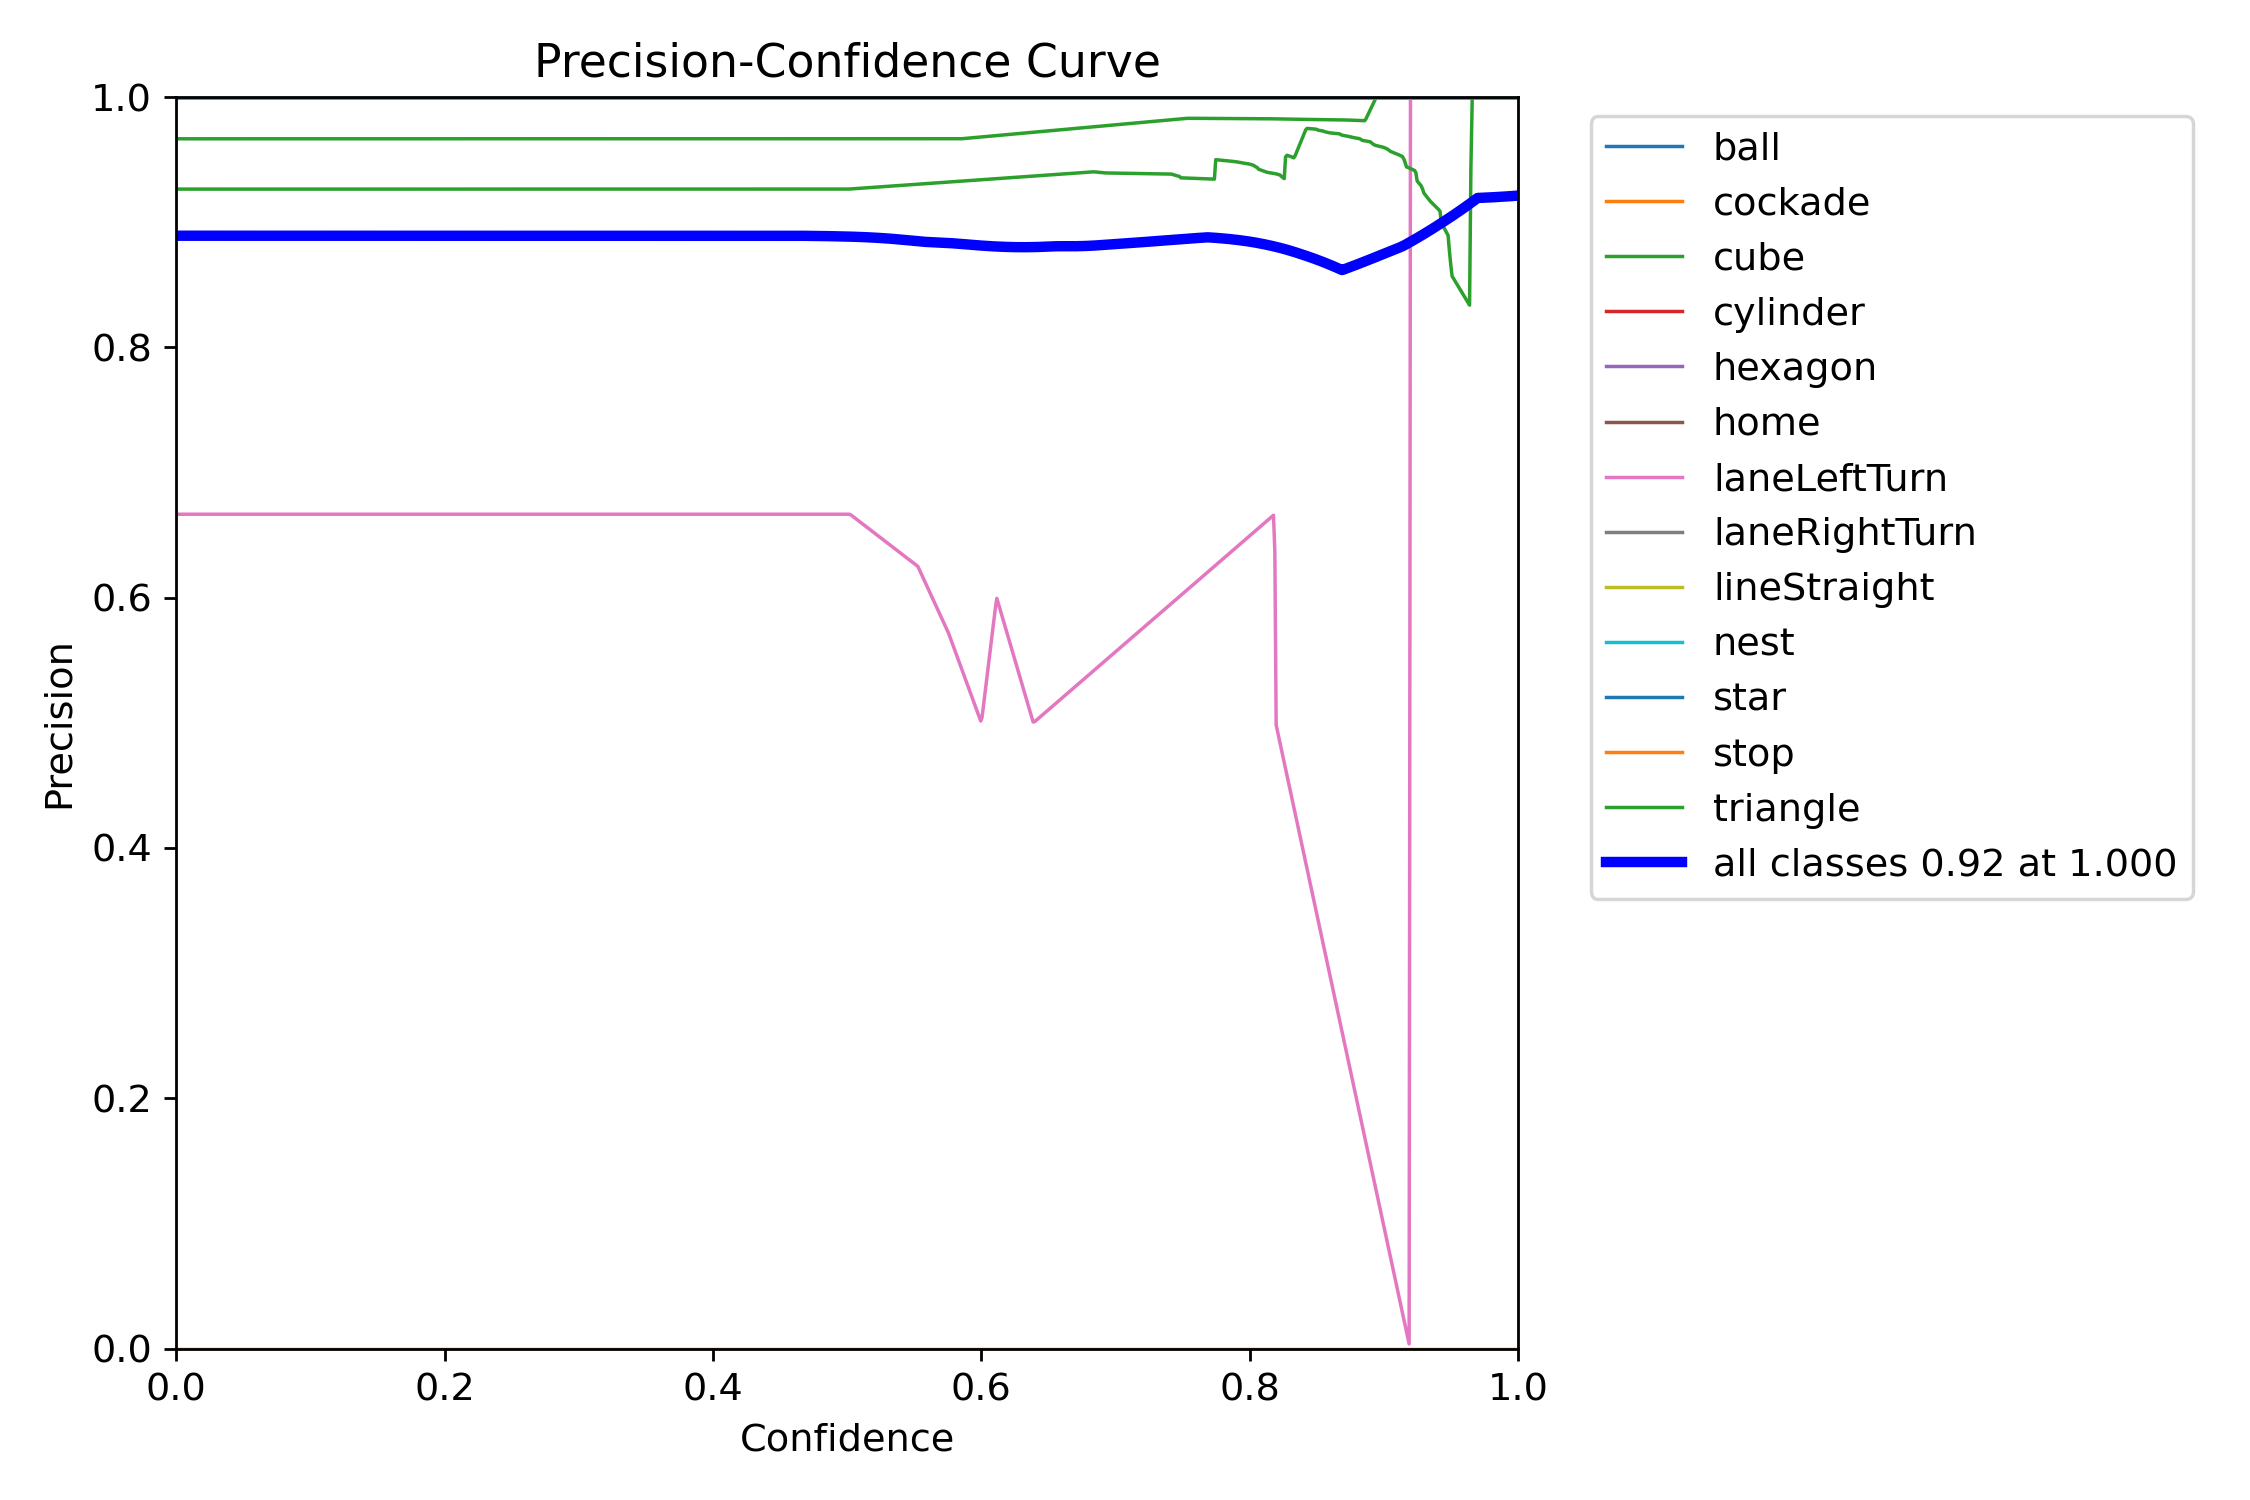 Precision-Confidence Curve
1.0
0.8
0.6
0.4
0.2
0.0
Precision
0.0 0.2 0.4 0.6 0.8 1.0
Confidence
ball
cockade
cube
cylinder
hexagon
home
laneLeftTurn
laneRightTurn
lineStraight
nest
star
stop
triangle
all classes 0.92 at 1.000